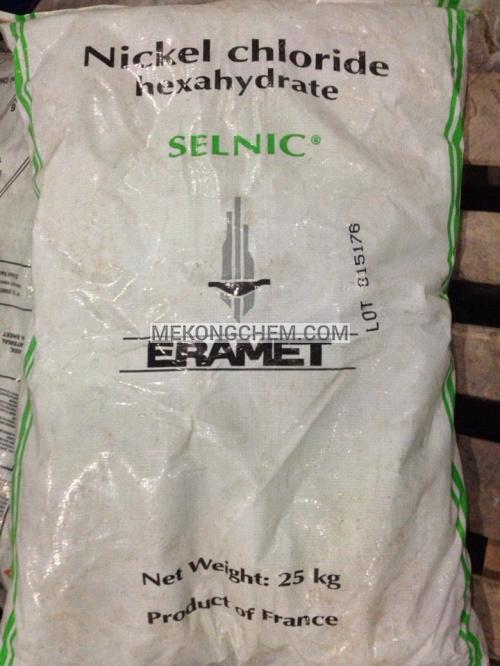 Nickel chloride
hexahydrate
SELNIC®
LOT 815176
MEKONGCHEM.COM
ERAMET
Net Weight: 25 kg
Product of France